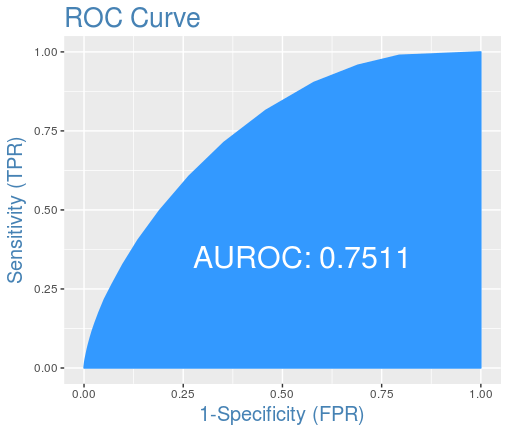 ROC Curve
1.00
0.75
0.50
0.25
0.00
Sensitivity (TPR)
AUROC: 0.7511
0.00 0.25 0.50 0.75 1.00
1-Specificity (FPR)